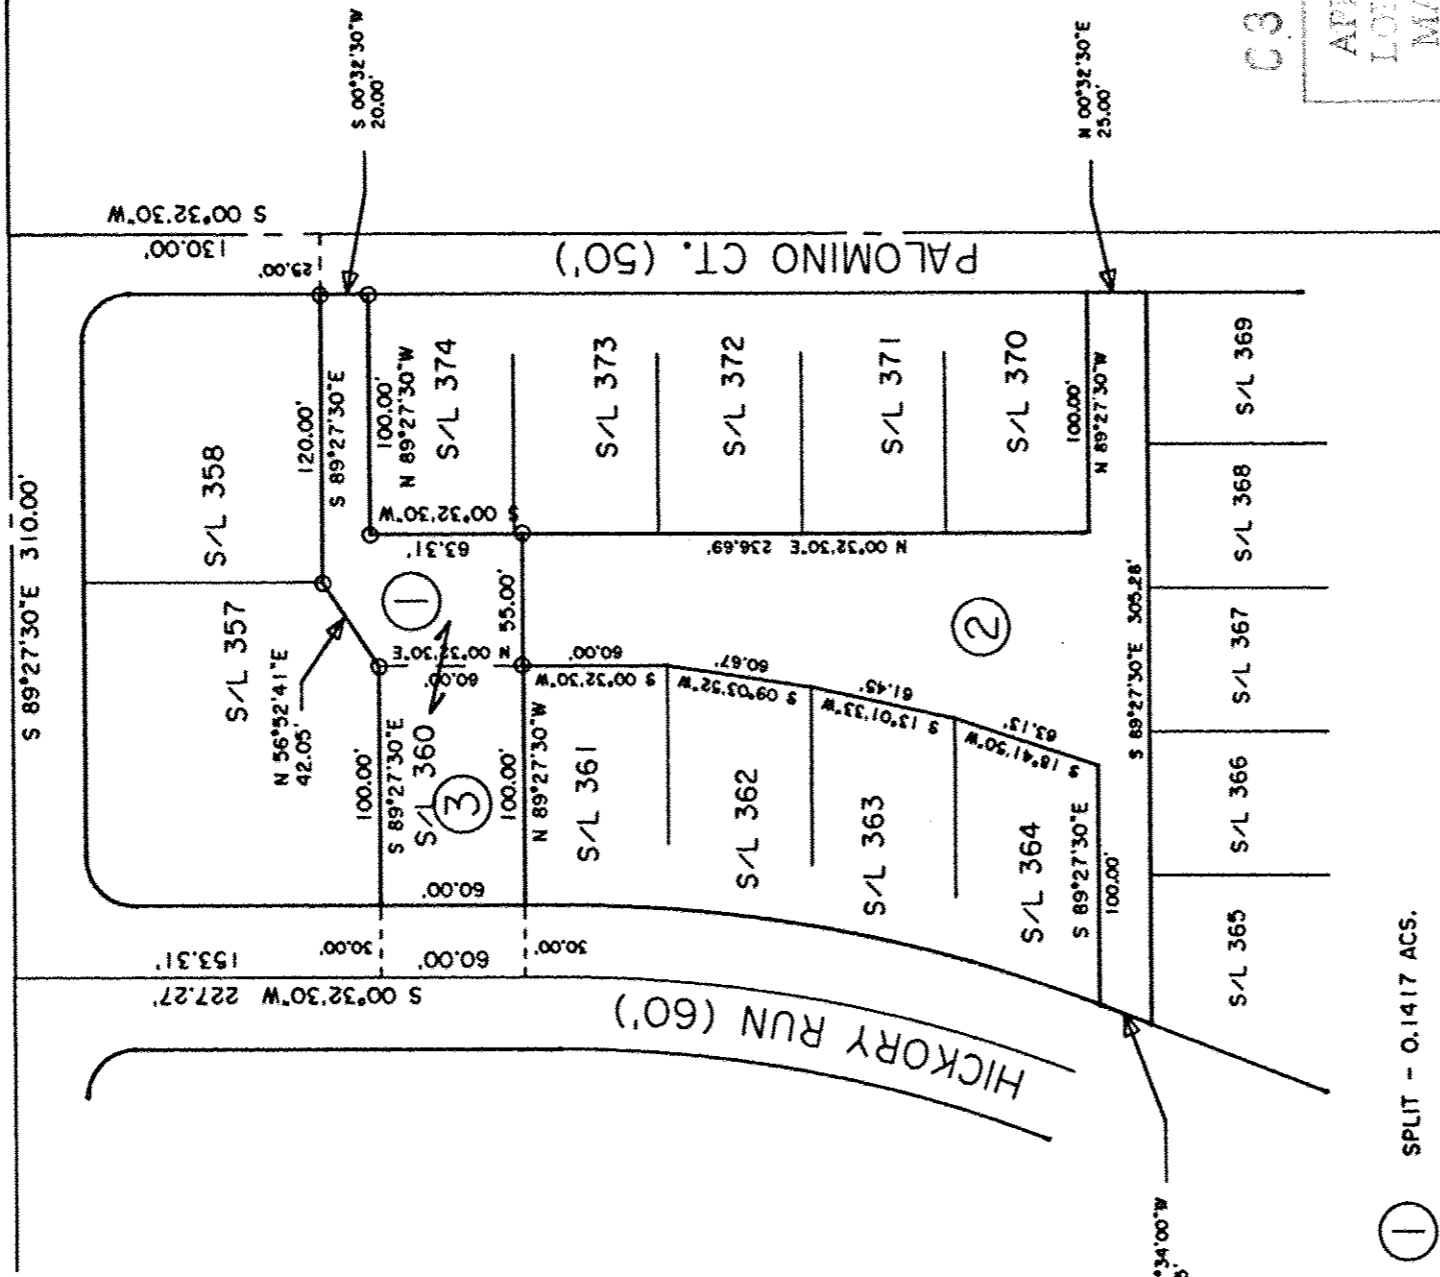 S 89°27'30"E 310.00'
S 00°32'30"W
130.00'
25.00'
S 00°32'30"W
20.00'
PALOMINO CT. (50')
N 00°32'30"E
25.00'
C3
S/L 358
S/L 357
120.00'
S 89°27'30"E
N 56°52'41"E
42.05'
100.00'
N 89°27'30"W
S/L 374
S 00°32'30"W
63.31'
1
N 00°32'30"E
60.00'
55.00'
100.00'
S 89°27'30"E
S/L 360
3
100.00'
N 89°27'30"W
60.00'
30.00'
60.00'
30.00'
153.31'
S 00°32'30"W 227.27'
HICKORY RUN (60')
S/L 373
S/L 372
S/L 371
S/L 370
N 00°32'30"E 236.69'
100.00'
N 89°27'30"W
2
60.00'
S 00°32'30"W
60.67'
S 09°03'52"W
61.45'
S 13°01'33"W
63.13'
S 18°41'50"W
S/L 361
S/L 362
S/L 363
S/L 364
S 89°27'30"E
100.00'
S 89°27'30"E 305.28'
S/L 369
S/L 368
S/L 367
S/L 366
S/L 365
°34'00"W
1 SPLIT - 0.1417 ACS.